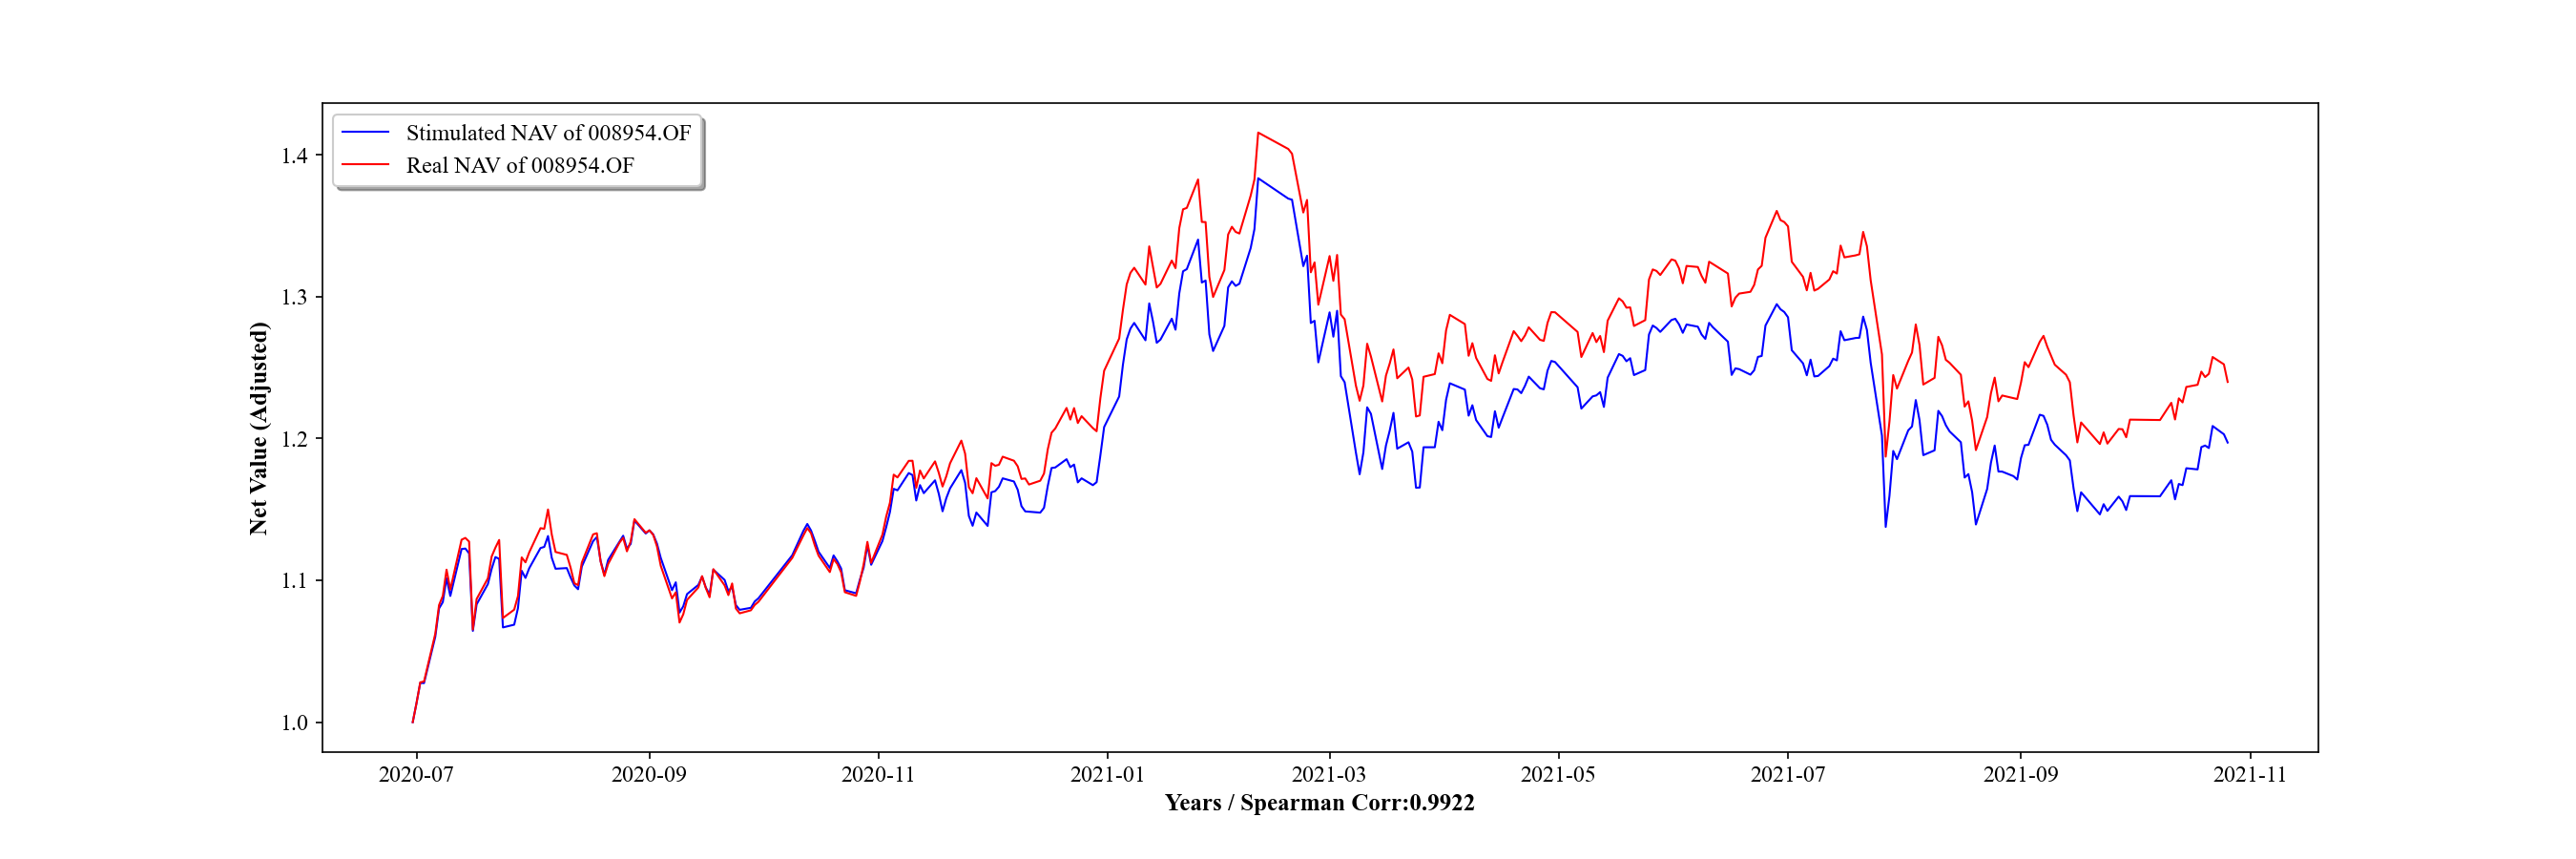 Stimulated NAV of 008954.OF
Real NAV of 008954.OF
Net Value (Adjusted)
1.4
1.3
1.2
1.1
1.0
2020-07 2020-09 2020-11 2021-01 2021-03 2021-05 2021-07 2021-09 2021-11
Years / Spearman Corr:0.9922